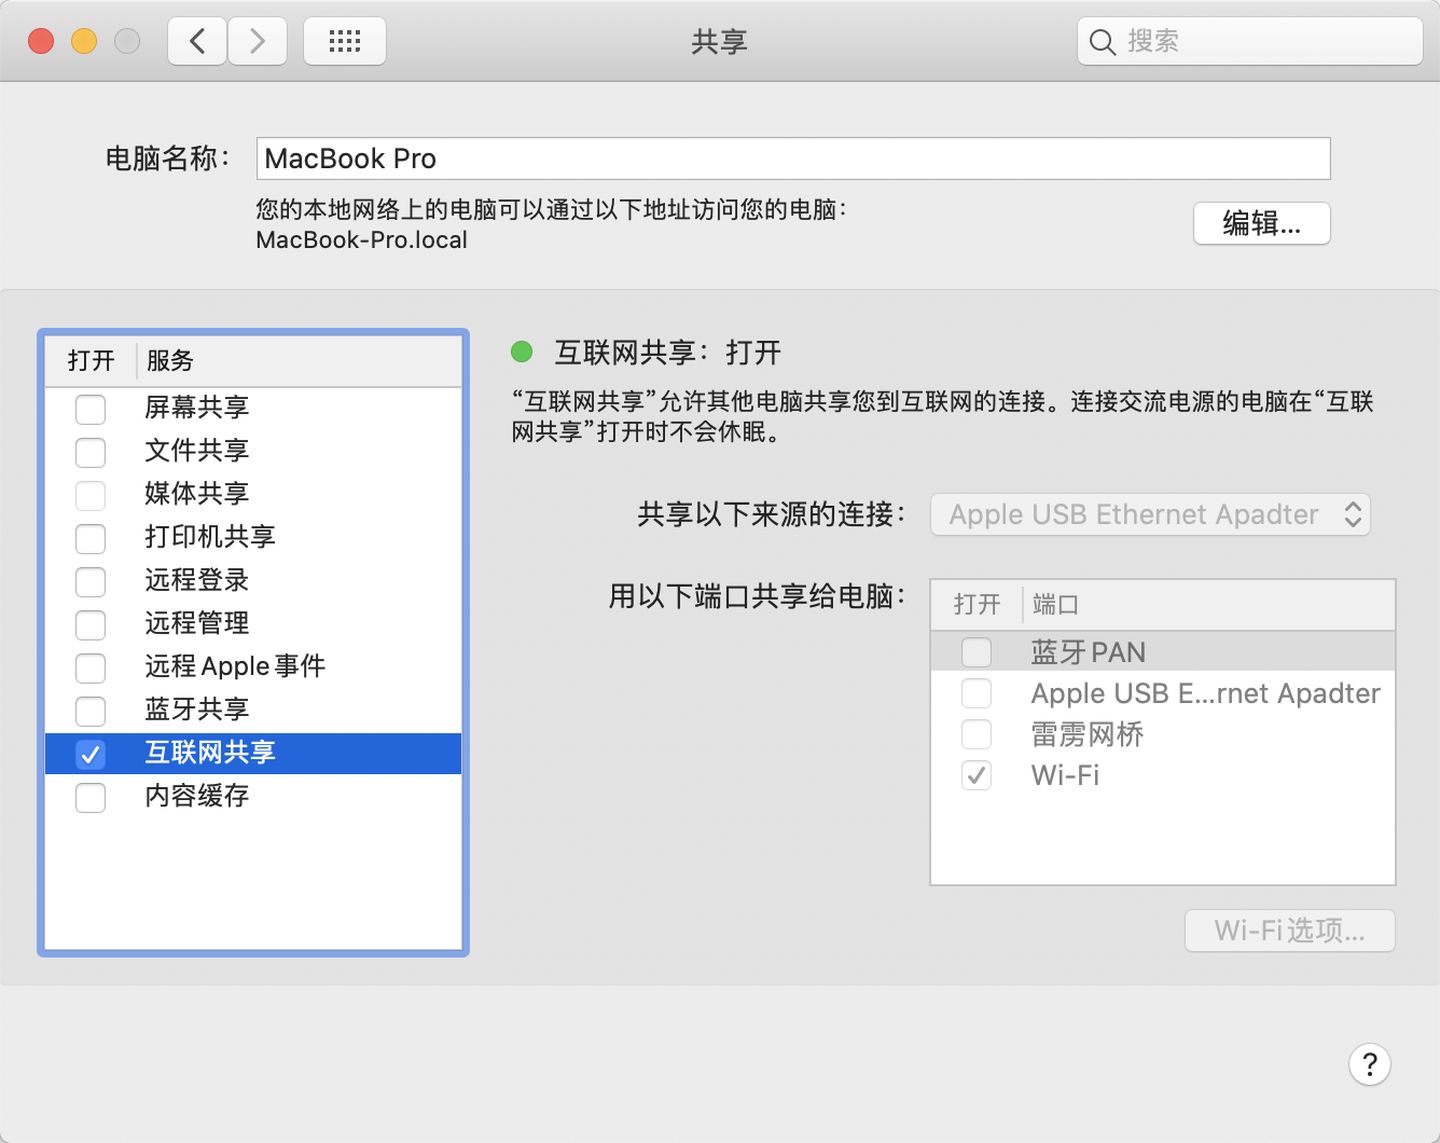 共享
搜索
电脑名称：
MacBook Pro
您的本地网络上的电脑可以通过以下地址访问您的电脑：
MacBook-Pro.local
编辑...
打开 服务
屏幕共享
文件共享
媒体共享
打印机共享
远程登录
远程管理
远程Apple事件
蓝牙共享
互联网共享
内容缓存
互联网共享：打开
“互联网共享”允许其他电脑共享您到互联网的连接。连接交流电源的电脑在“互联
网共享”打开时不会休眠。
共享以下来源的连接：
Apple USB Ethernet Apadter
用以下端口共享给电脑：
打开 端口
蓝牙 PAN
Apple USB E...rnet Apadter
雷雳网桥
Wi-Fi
Wi-Fi选项...
?